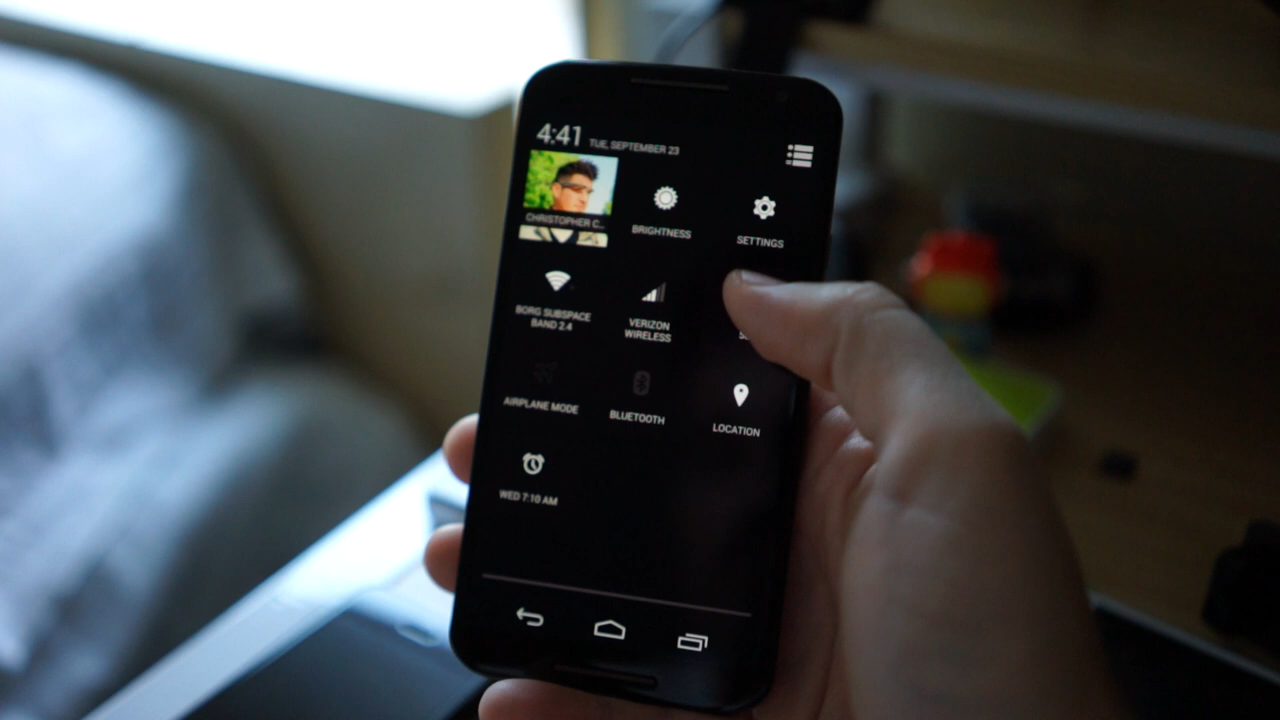 4:41 TUE, SEPTEMBER 23
CHRISTOPHER C...
BRIGHTNESS
SETTINGS
BORG SUBSPACE
BAND 2.4
VERIZON
WIRELESS
AIRPLANE MODE
BLUETOOTH
LOCATION
WED 7:10 AM